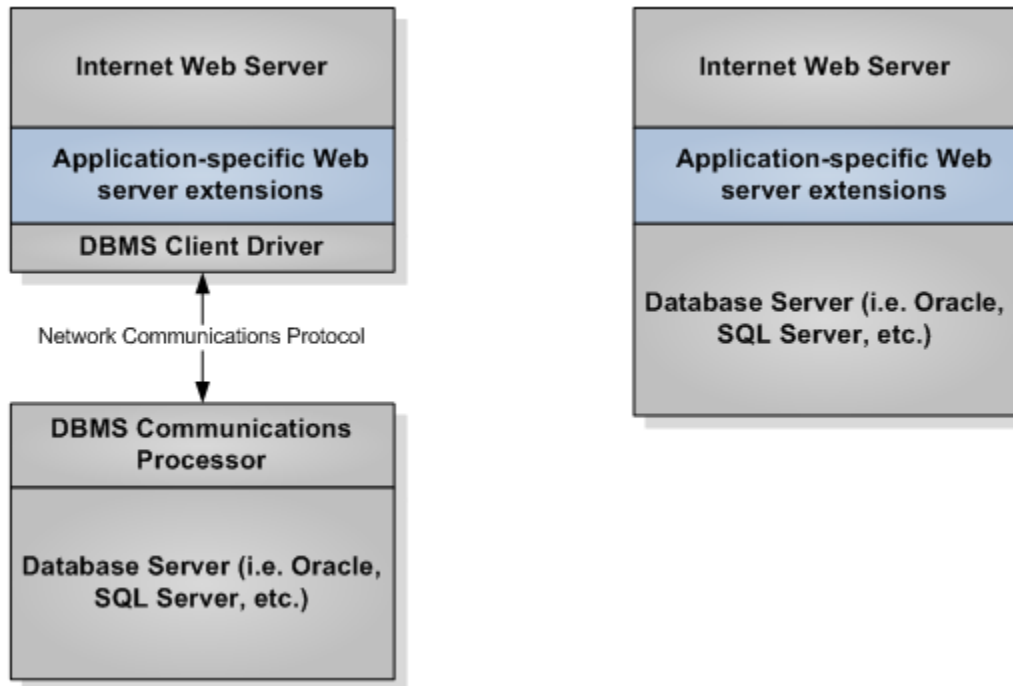 Internet Web Server
Application-specific Web
server extensions
DBMS Client Driver
Network Communications Protocol
DBMS Communications
Processor
Database Server (i.e. Oracle,
SQL Server, etc.)
Internet Web Server
Application-specific Web
server extensions
Database Server (i.e. Oracle,
SQL Server, etc.)